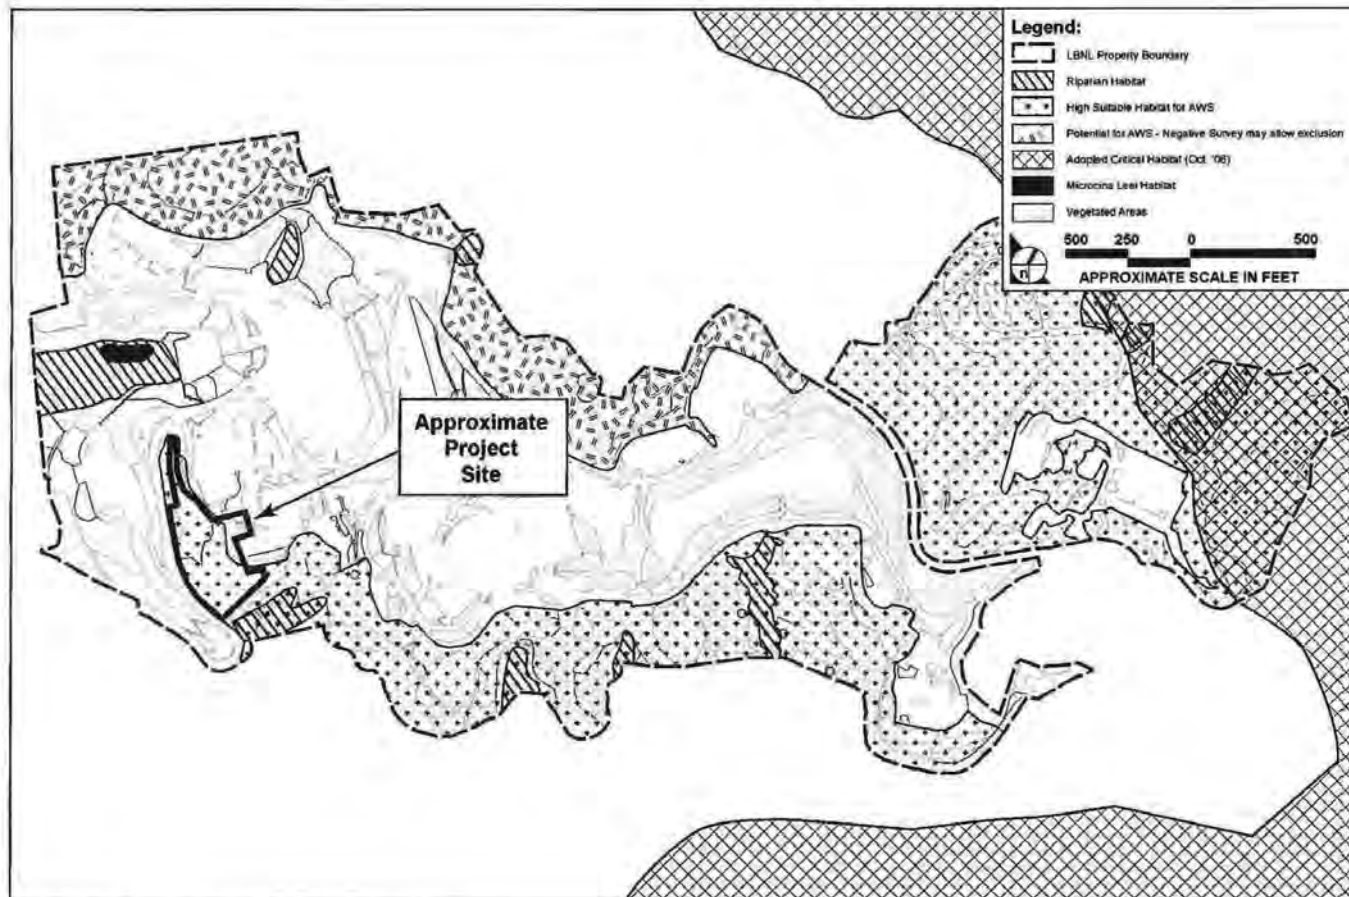 Legend:
LBNL Property Boundary
Riparian Habitat
High Suitable Habitat for AWS
Potential for AWS - Negative Survey may allow exclusion
Adopted Critical Habitat (Oct. '06)
Microcina Leei Habitat
Vegetated Areas
500 250 0 500
n
APPROXIMATE SCALE IN FEET
Approximate
Project
Site